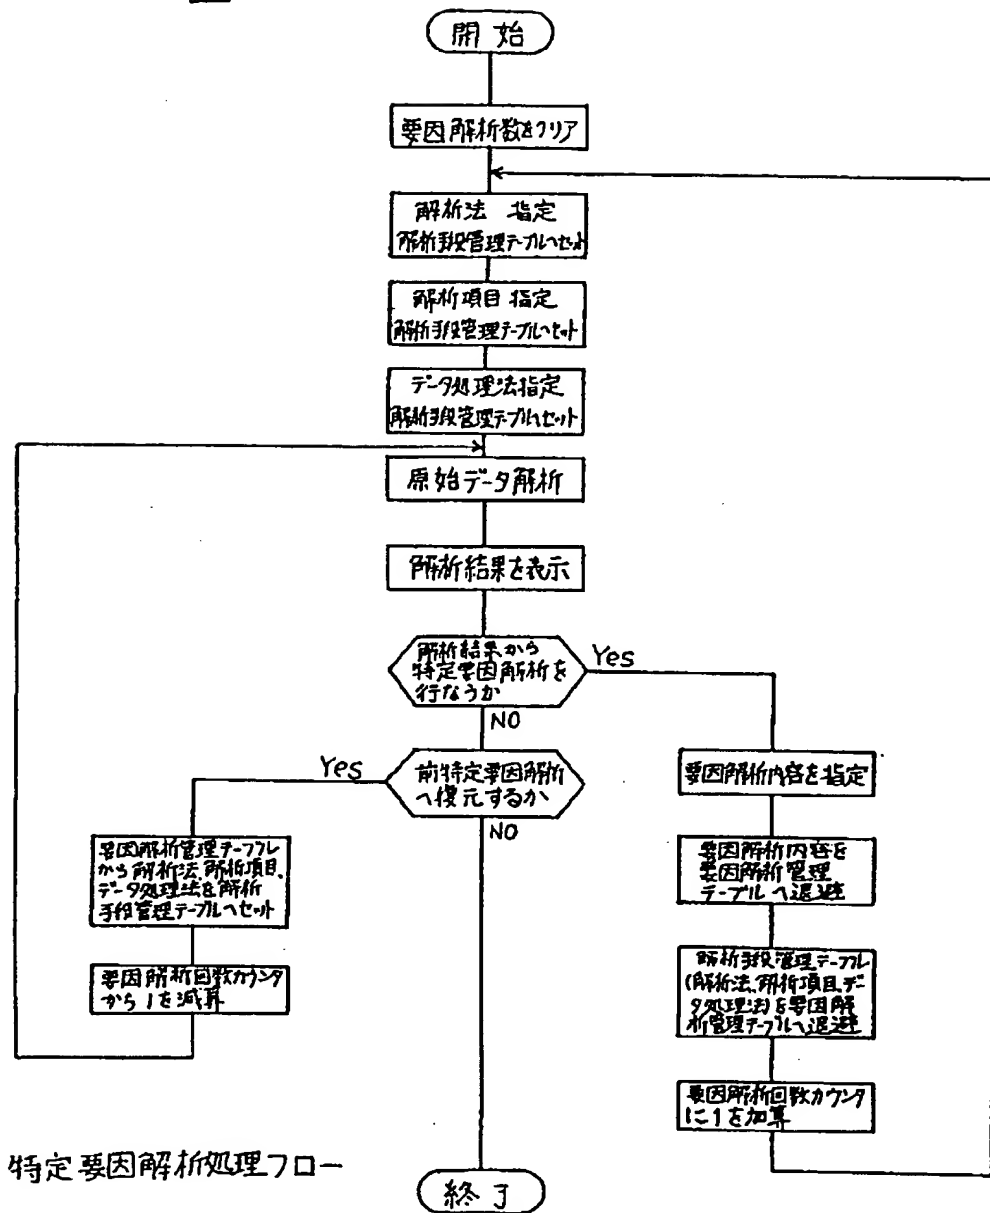 開始
要因解析数をクリア
解析法 指定
解析手段管理テーブルへセット
解析項目 指定
解析手段管理テーブルへセット
データ処理法指定
解析手段管理テーブルへセット
原始データ解析
解析結果を表示
解析結果から
特定要因解析を
行なうか
Yes
NO
前特定要因解析
へ復元するか
Yes
NO
要因解析管理テーブル
から解析法、解析項目、
データ処理法を解析
手段管理テーブルへセット
要因解析回数カウンタ
から1を減算
要因解析内容を指定
要因解析内容を
要因解析管理
テーブルへ退避
解析手段管理テーブル
(解析法、解析項目、デー
タ処理法)を要因解
析管理テーブルへ退避
要因解析回数カウンタ
に1を加算
特定要因解析処理フロー
終了